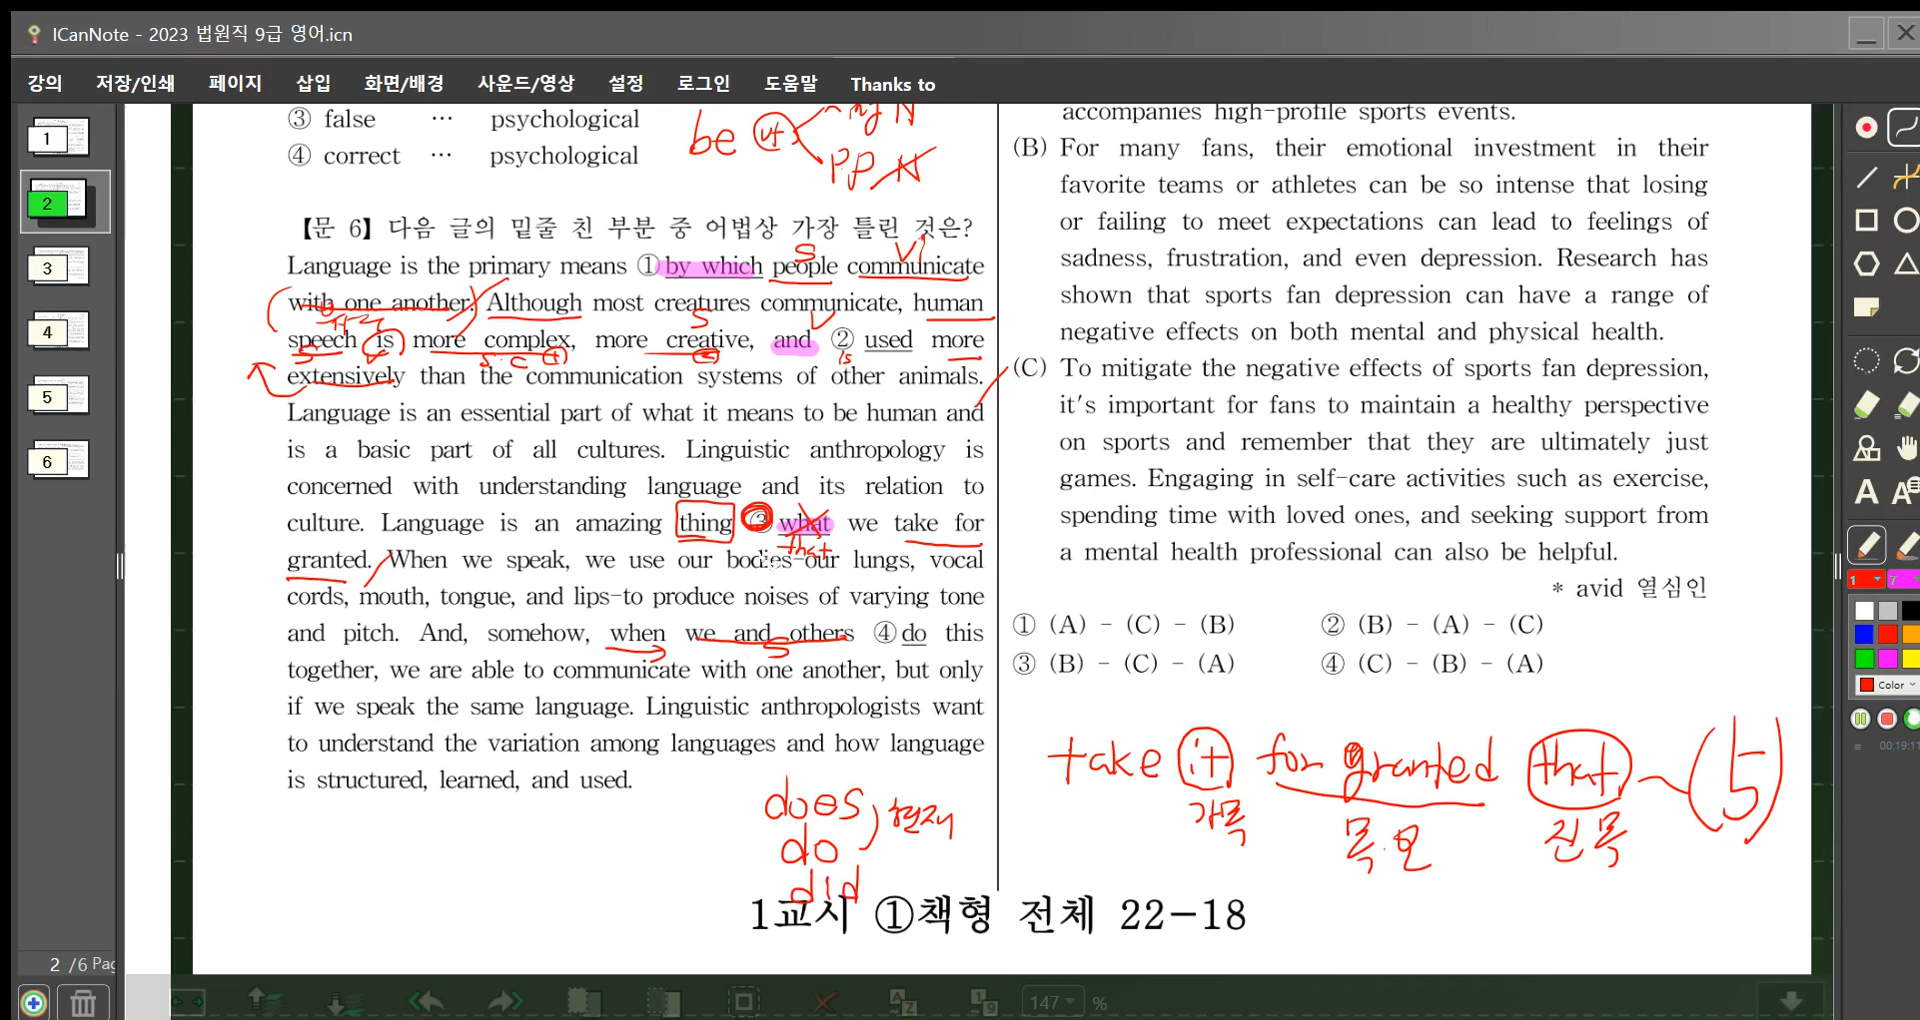 ICanNote - 2023 법원직 9급 영어.icn
강의 저장/인쇄 페이지 삽입 화면/배경 사운드/영상 설정 로그인 도움말 Thanks to
1
2
3
4
5
6
2 /6 Pag
③ false … psychological
④ correct … psychological
be vt ing N
P.P N
【문 6】 다음 글의 밑줄 친 부분 중 어법상 가장 틀린 것은?
S Vi
Language is the primary means ① by which people communicate
with one another. Although most creatures communicate, human
S V
speech is more complex, more creative, and ② used more
S V S.C is
extensively than the communication systems of other animals.
Language is an essential part of what it means to be human and
is a basic part of all cultures. Linguistic anthropology is
concerned with understanding language and its relation to
culture. Language is an amazing thing ③ what we take for
that
granted. When we speak, we use our bodies-our lungs, vocal
cords, mouth, tongue, and lips-to produce noises of varying tone
and pitch. And, somehow, when we and others ④ do this
S
together, we are able to communicate with one another, but only
if we speak the same language. Linguistic anthropologists want
to understand the variation among languages and how language
is structured, learned, and used.
does
do
did
현재
accompanies high-profile sports events.
(B) For many fans, their emotional investment in their
favorite teams or athletes can be so intense that losing
or failing to meet expectations can lead to feelings of
sadness, frustration, and even depression. Research has
shown that sports fan depression can have a range of
negative effects on both mental and physical health.
(C) To mitigate the negative effects of sports fan depression,
it's important for fans to maintain a healthy perspective
on sports and remember that they are ultimately just
games. Engaging in self-care activities such as exercise,
spending time with loved ones, and seeking support from
a mental health professional can also be helpful.
* avid 열심인
① (A) - (C) - (B) ② (B) - (A) - (C)
③ (B) - (C) - (A) ④ (C) - (B) - (A)
take it for granted that ~ (5)
가목 목.보 진목
1교시 ①책형 전체 22-18
147 %
1 7
Color
00:19:11